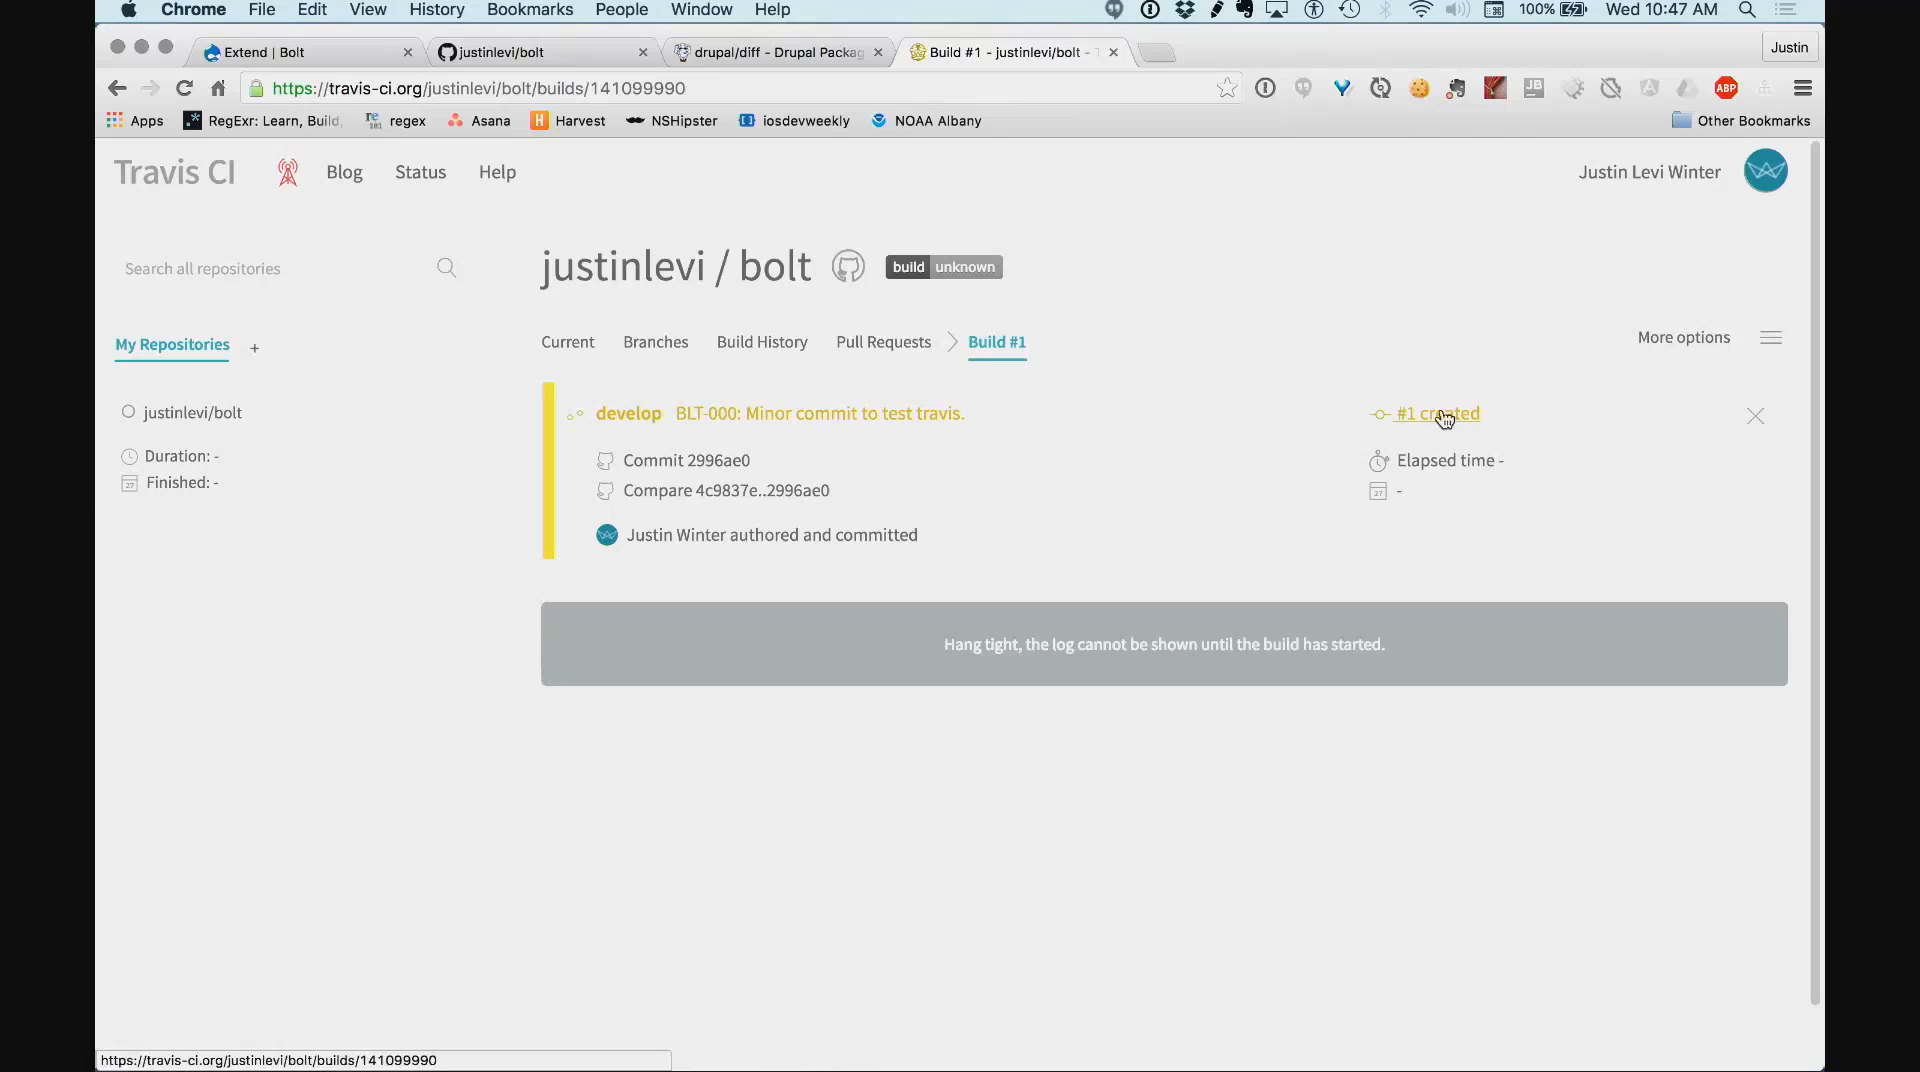 Chrome File Edit View History Bookmarks People Window Help 100% Wed 10:47 AM
Extend | Bolt justinlevi/bolt drupal/diff - Drupal Packag Build #1 - justinlevi/bolt - T Justin
https://travis-ci.org/justinlevi/bolt/builds/141099990 JB ABP
Apps RegExr: Learn, Build, regex Asana Harvest NSHipster iosdevweekly NOAA Albany Other Bookmarks
Travis CI Blog Status Help Justin Levi Winter
justinlevi / bolt build unknown
Search all repositories
Current Branches Build History Pull Requests Build #1 More options
My Repositories +
justinlevi/bolt develop BLT-000: Minor commit to test travis. #1 created
Duration: - Commit 2996ae0 Elapsed time -
Finished: - Compare 4c9837e..2996ae0 -
Justin Winter authored and committed
Hang tight, the log cannot be shown until the build has started.
https://travis-ci.org/justinlevi/bolt/builds/141099990